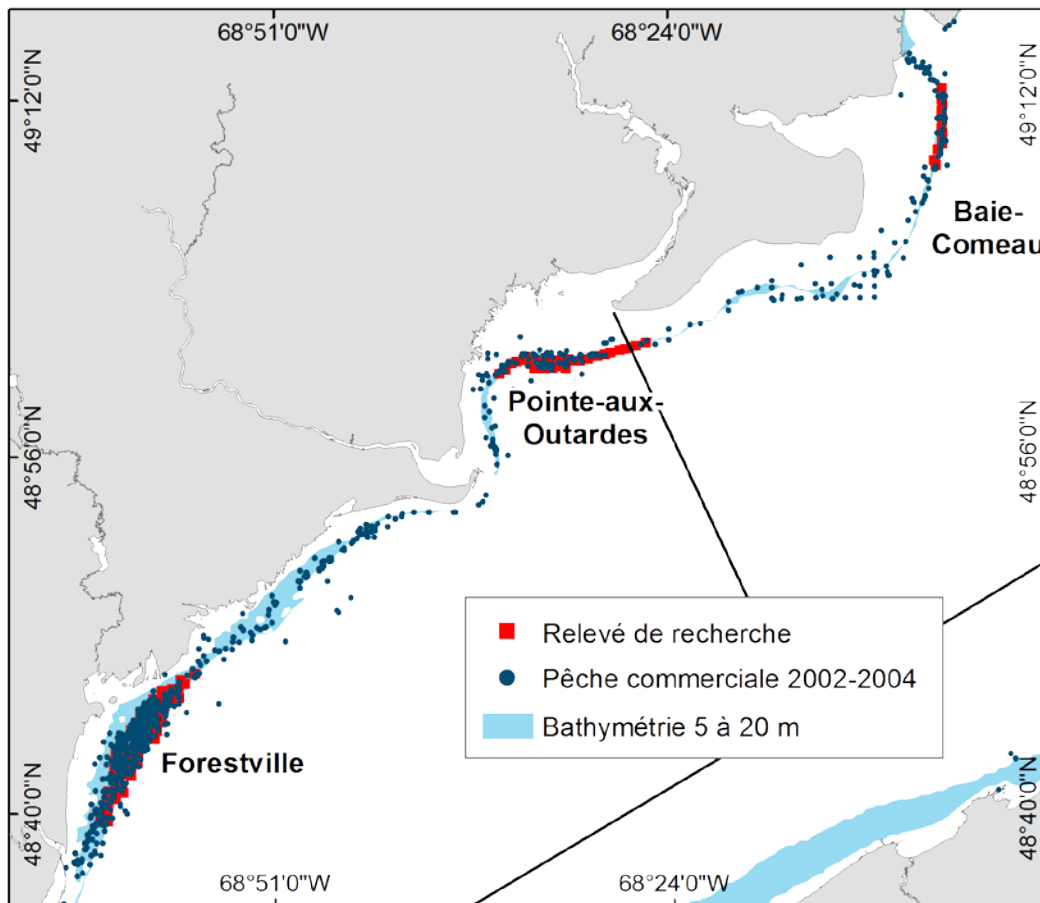 68°51'0"W
68°24'0"W
49°12'0"N
49°12'0"N
Baie-
Comeau
Pointe-aux-
Outardes
48°56'0"N
48°56'0"N
Relevé de recherche
Pêche commerciale 2002-2004
Bathymétrie 5 à 20 m
Forestville
48°40'0"N
48°40'0"N
68°51'0"W
68°24'0"W